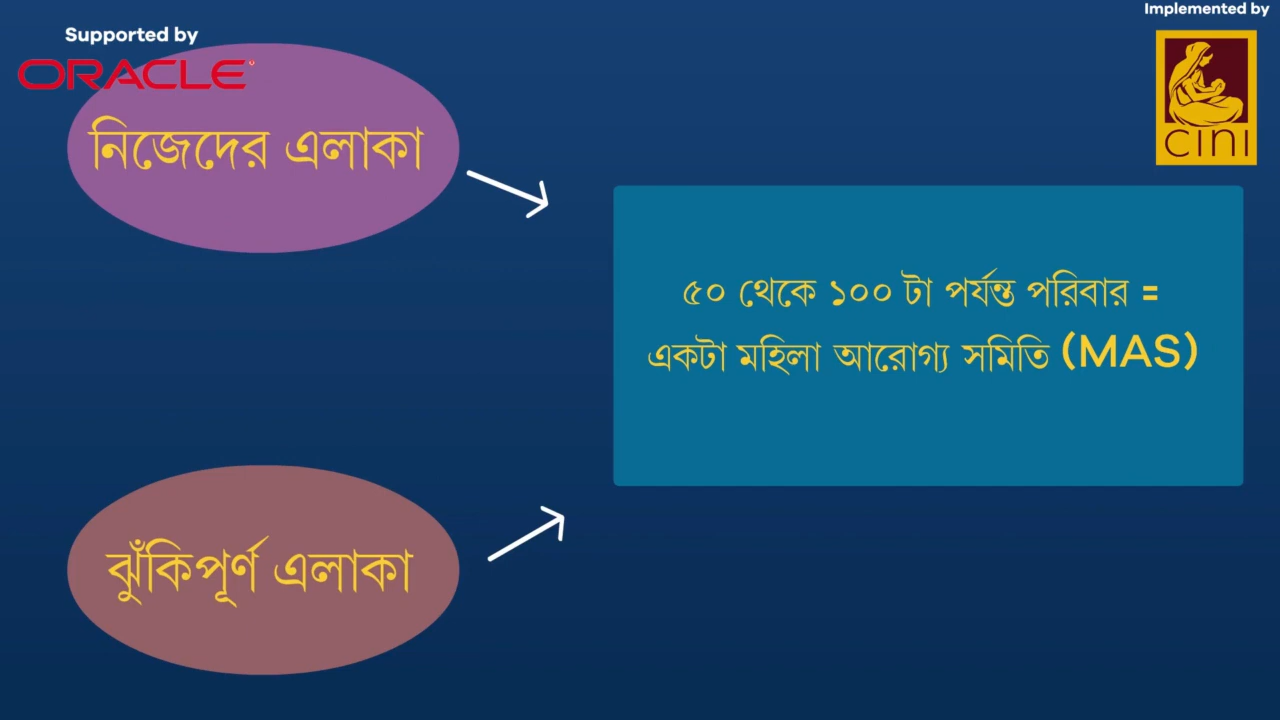 Supported by
ORACLE
Implemented by
CINI
নিজেদের এলাকা
৫০ থেকে ১০০ টা পর্যন্ত পরিবার =
একটা মহিলা আরোগ্য সমিতি (MAS)
ঝুঁকিপূর্ণ এলাকা